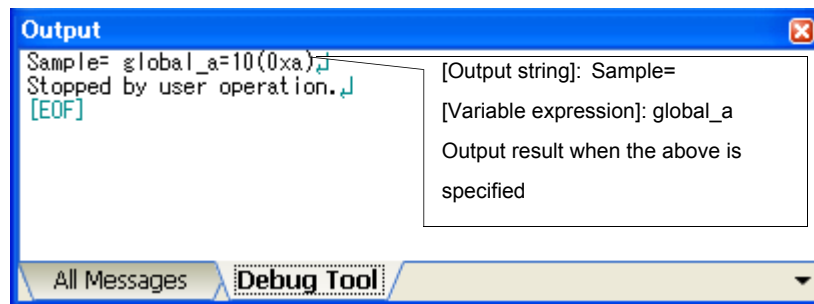 Output
Sample= global_a=10(0xa)↲
Stopped by user operation.↲
[EOF]
[Output string]: Sample=
[Variable expression]: global_a
Output result when the above is
specified
All Messages
Debug Tool